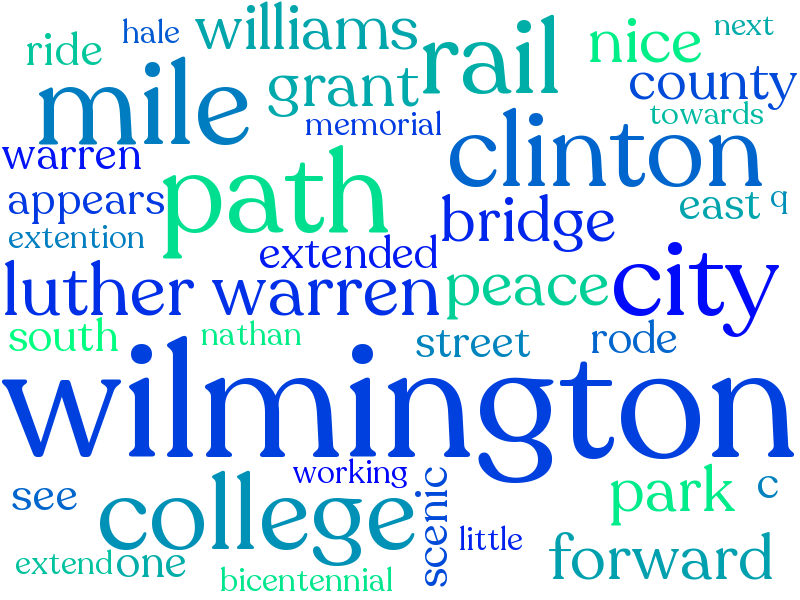 ride hale williams rail nice next
mile grant county
memorial clinton towards
warren path
appears bridge east q
extention extended
luther warren peace city
south nathan street rode
wilmington
see working scenic park c
college little
extend one forward
bicentennial